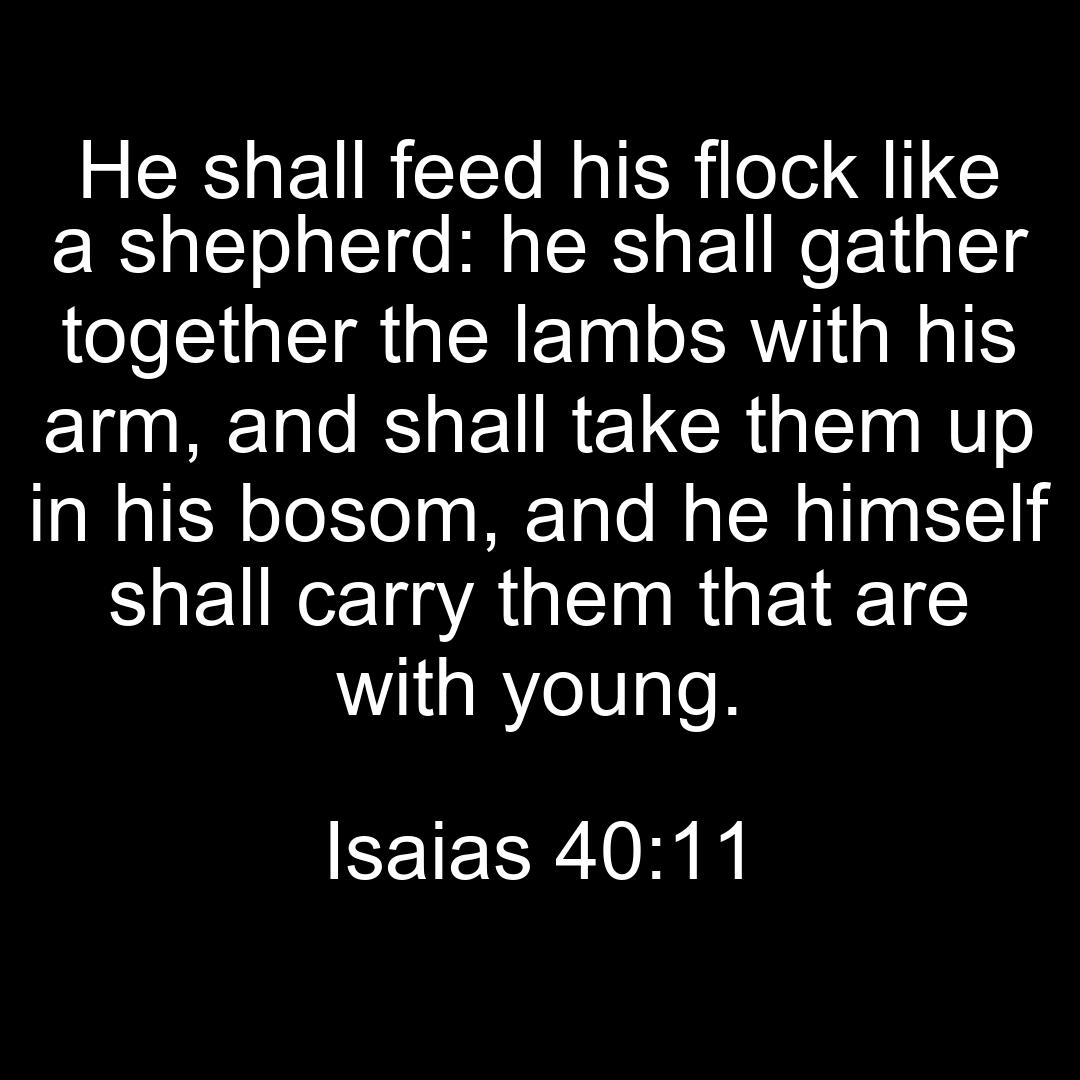 He shall feed his flock like
a shepherd: he shall gather
together the lambs with his
arm, and shall take them up
in his bosom, and he himself
shall carry them that are
with young.
Isaias 40:11